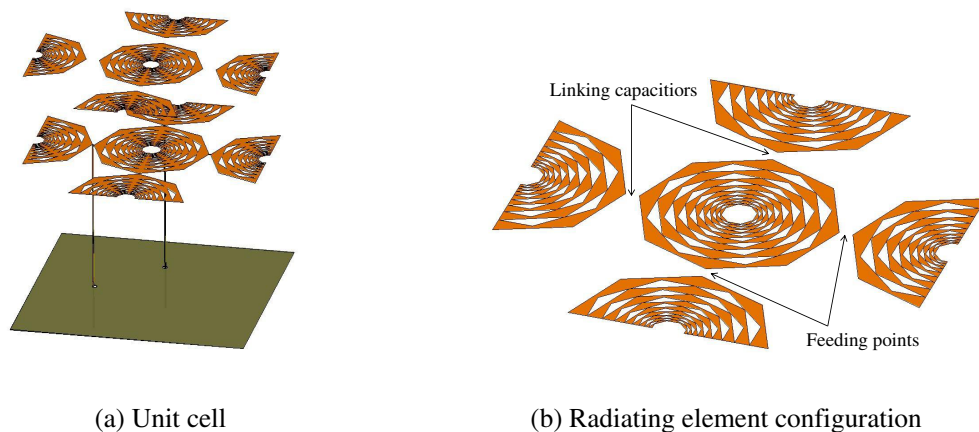 Linking capacitiors
Feeding points
(a) Unit cell
(b) Radiating element configuration